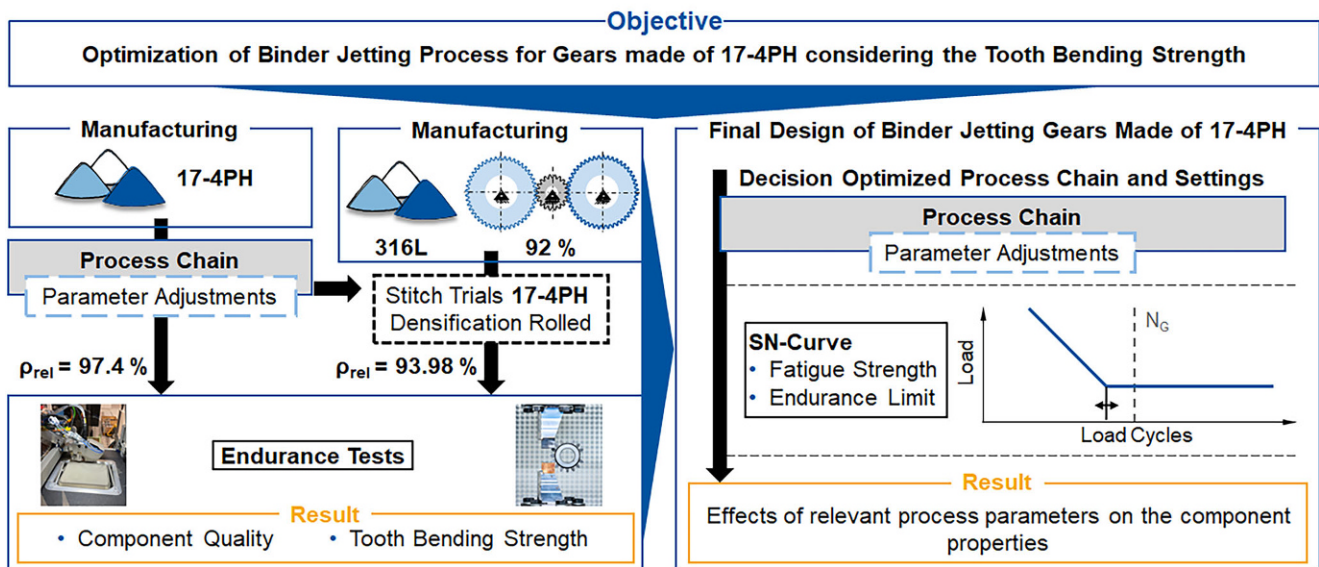 Objective
Optimization of Binder Jetting Process for Gears made of 17-4PH considering the Tooth Bending Strength
Manufacturing
17-4PH
Process Chain
Parameter Adjustments
ρrel = 97.4 %
Manufacturing
316L
92 %
Stitch Trials 17-4PH
Densification Rolled
ρrel = 93.98 %
Endurance Tests
Result
• Component Quality
• Tooth Bending Strength
Final Design of Binder Jetting Gears Made of 17-4PH
Decision Optimized Process Chain and Settings
Process Chain
Parameter Adjustments
SN-Curve
• Fatigue Strength
• Endurance Limit
Load
NG
Load Cycles
Result
Effects of relevant process parameters on the component
properties